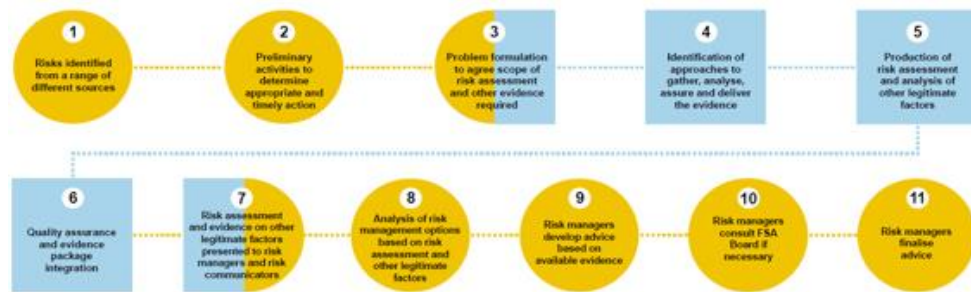 1
Risks identified
from a range of
different sources
2
Preliminary
activities to
determine
appropriate and
timely action
3
Problem formulation
to agree scope of
risk assessment
and other evidence
required
4
Identification of
approaches to
gather, analyse,
assure and deliver
the evidence
5
Production of
risk assessment
and analysis of
other legitimate
factors
6
Quality assurance
and evidence
package
integration
7
Risk assessment
and evidence on other
legitimate factors
presented to risk
managers and risk
communicators
8
Analysis of risk
management options
based on risk
assessment and
other legitimate
factors
9
Risk managers
develop advice
based on
available evidence
10
Risk managers
consult FSA
Board if
necessary
11
Risk managers
finalise
advice